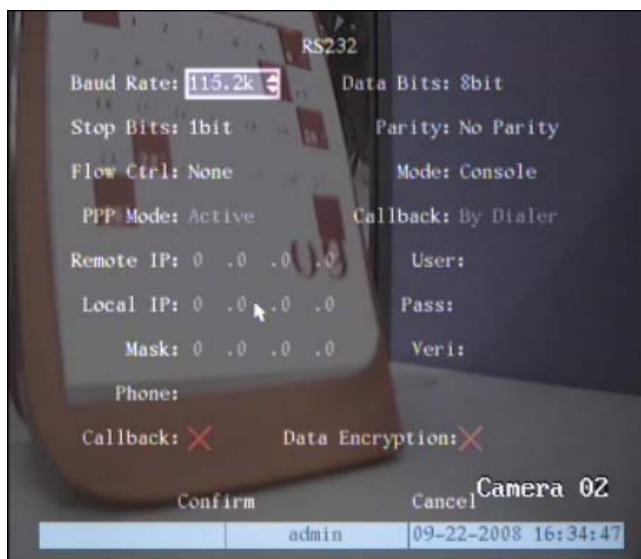 RS232
Baud Rate: 115.2k Data Bits: 8bit
Stop Bits: 1bit Parity: No Parity
Flow Ctrl: None Mode: Console
PPP Mode: Active Callback: By Dialer
Remote IP: 0 .0 .0 .0 User:
Local IP: 0 .0 .0 .0 Pass:
Mask: 0 .0 .0 .0 Veri:
Phone:
Callback: Data Encryption:
Confirm Cancel
Camera 02
admin 09-22-2008 16:34:47